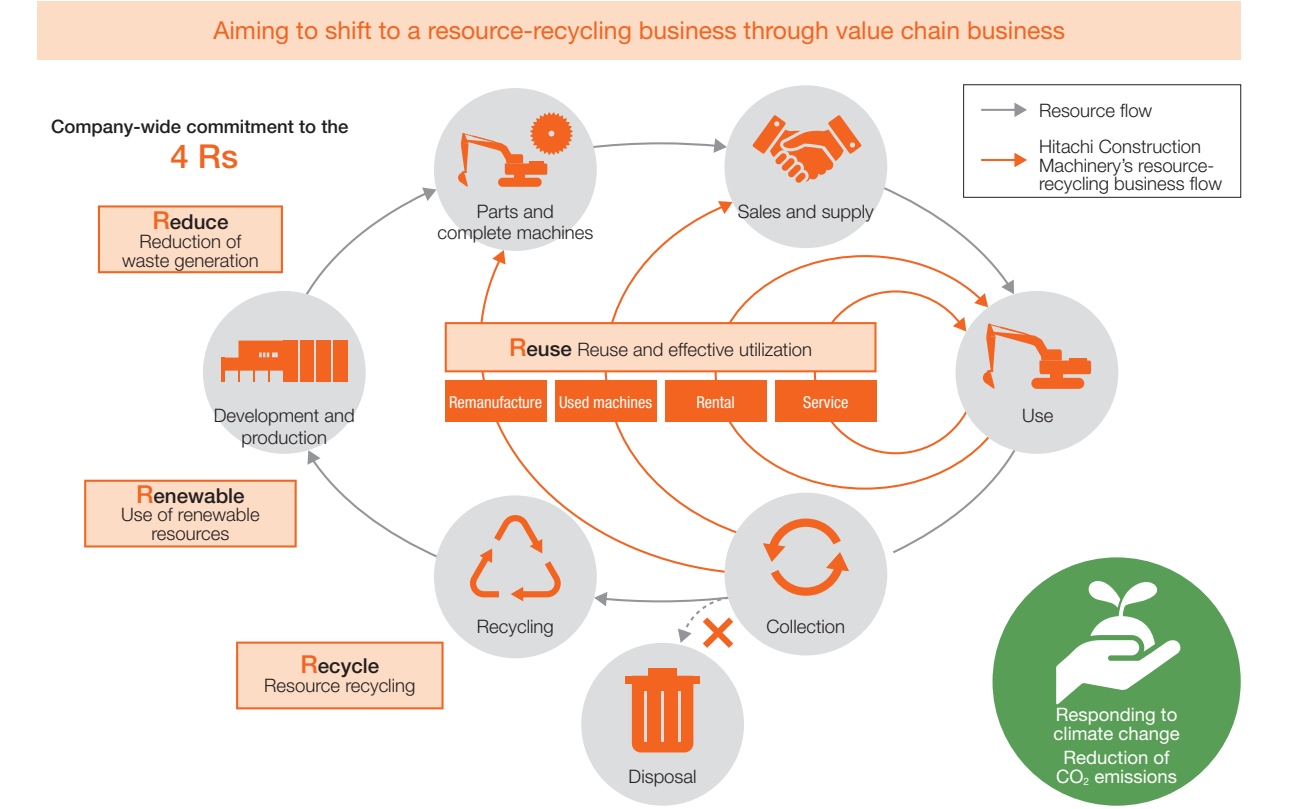 Aiming to shift to a resource-recycling business through value chain business
Company-wide commitment to the
4 Rs
Resource flow
Hitachi Construction
Machinery's resource-
recycling business flow
Parts and
complete machines
Sales and supply
Reduce
Reduction of
waste generation
Reuse Reuse and effective utilization
Remanufacture
Used machines
Rental
Service
Development and
production
Use
Renewable
Use of renewable
resources
Recycling
Collection
Recycle
Resource recycling
Disposal
Responding to
climate change
Reduction of
CO₂ emissions